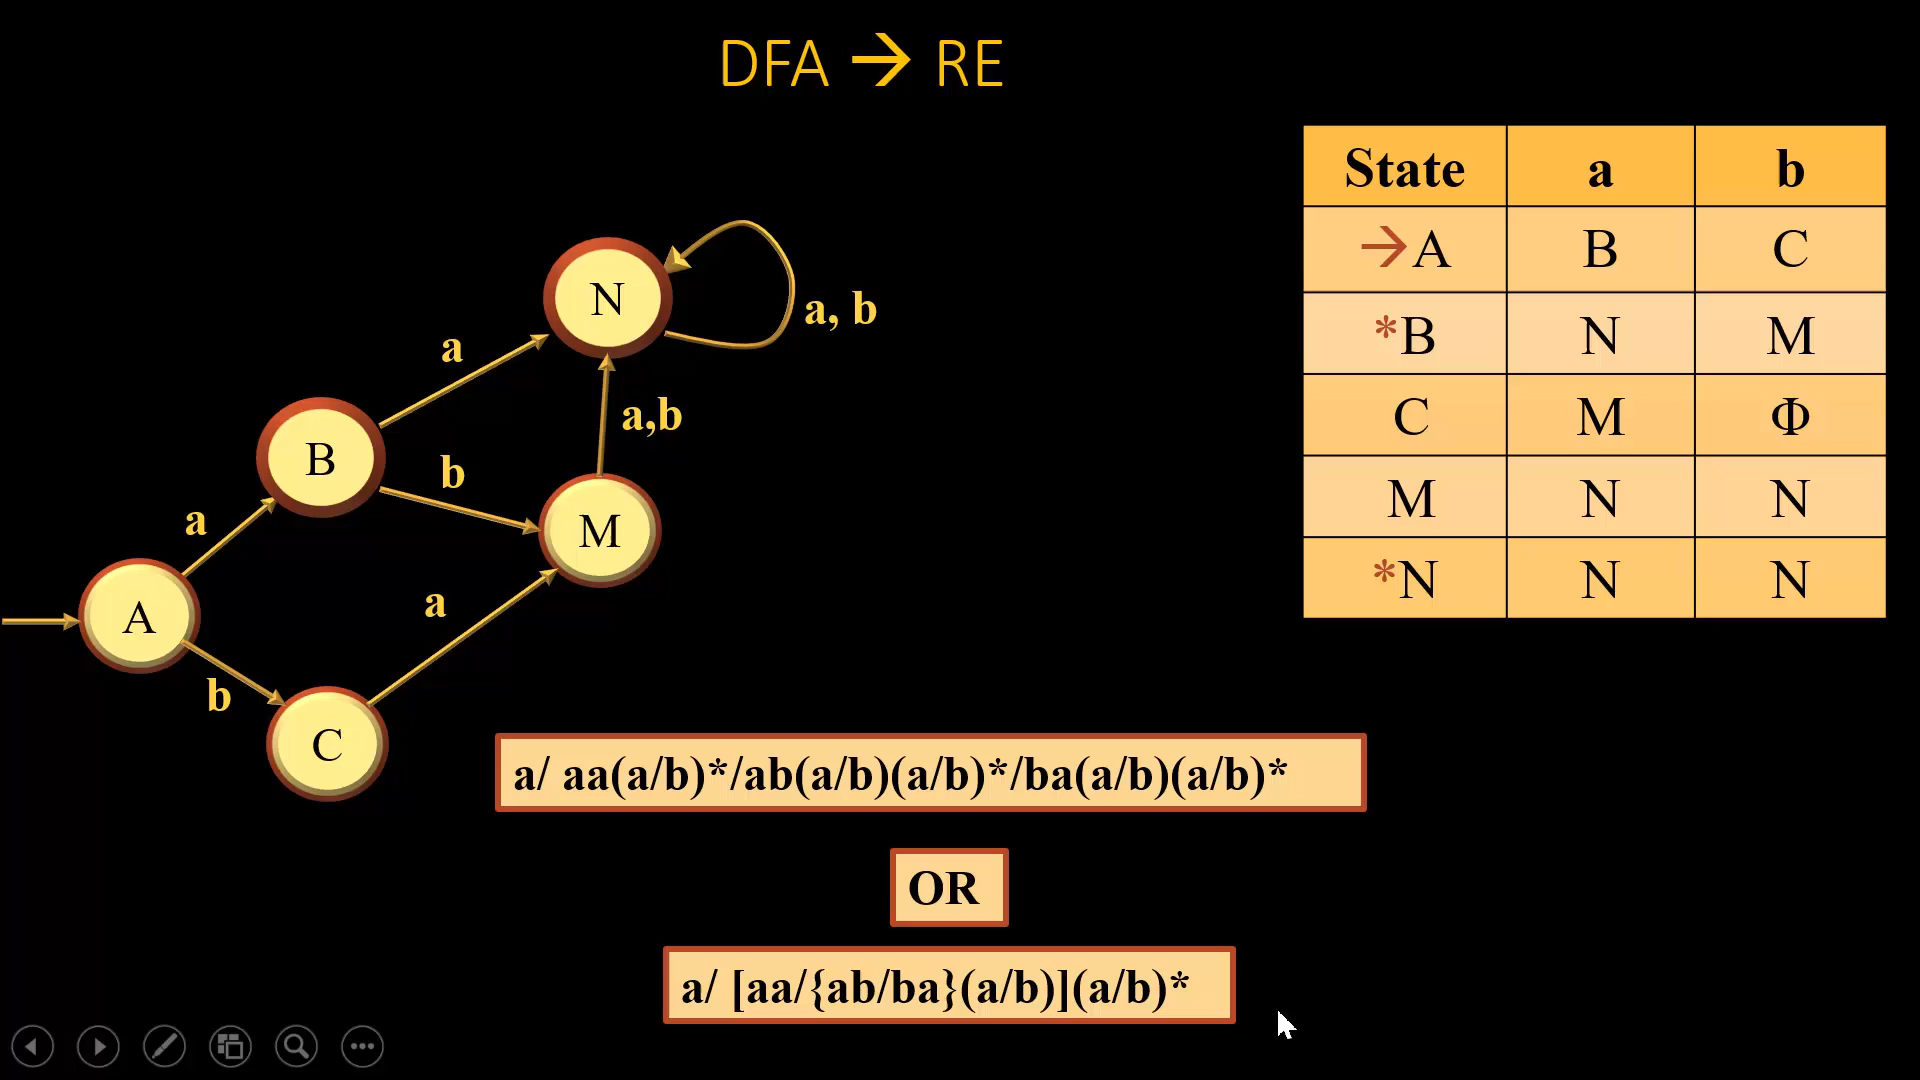 DFA → RE
State a b
→A B C
*B N M
C M Φ
M N N
*N N N
N
a, b
a
a,b
B
b
M
a
A
a
b
C
a/ aa(a/b)*/ab(a/b)(a/b)*/ba(a/b)(a/b)*
OR
a/ [aa/{ab/ba}(a/b)](a/b)*